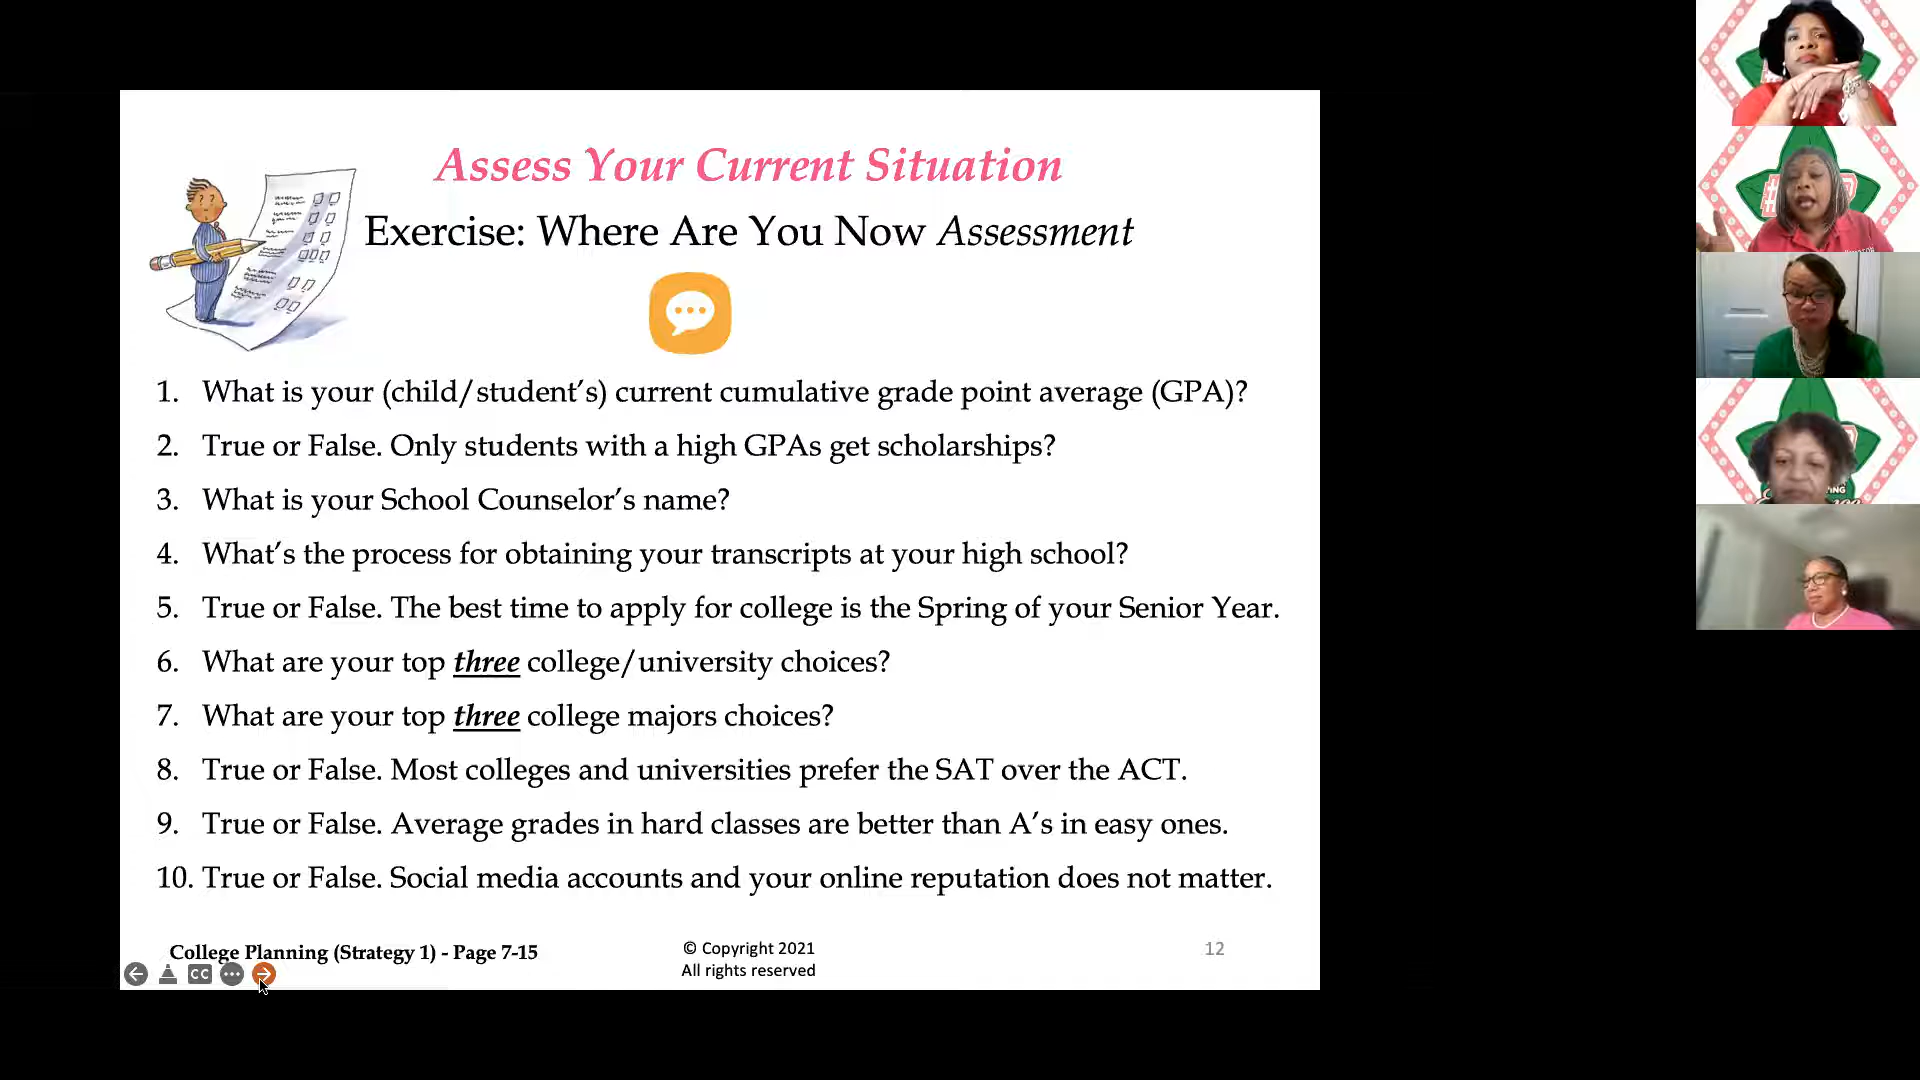 Assess Your Current Situation
Exercise: Where Are You Now Assessment
1. What is your (child/student's) current cumulative grade point average (GPA)?
2. True or False. Only students with a high GPAs get scholarships?
3. What is your School Counselor's name?
4. What's the process for obtaining your transcripts at your high school?
5. True or False. The best time to apply for college is the Spring of your Senior Year.
6. What are your top three college/university choices?
7. What are your top three college majors choices?
8. True or False. Most colleges and universities prefer the SAT over the ACT.
9. True or False. Average grades in hard classes are better than A's in easy ones.
10. True or False. Social media accounts and your online reputation does not matter.
College Planning (Strategy 1) - Page 7-15
© Copyright 2021
All rights reserved
12
CC